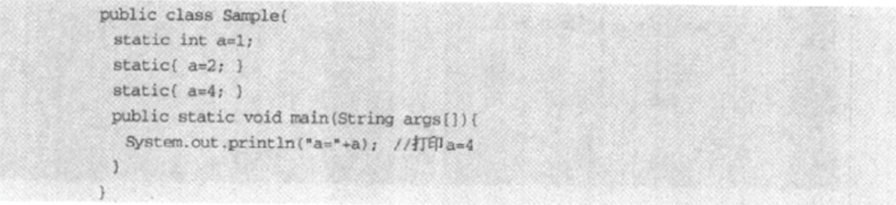 public class Sample{
static int a=1;
static{ a=2; }
static{ a=4; }
public static void main(String args[]){
System.out.println("a="+a); //打印a=4
}
}